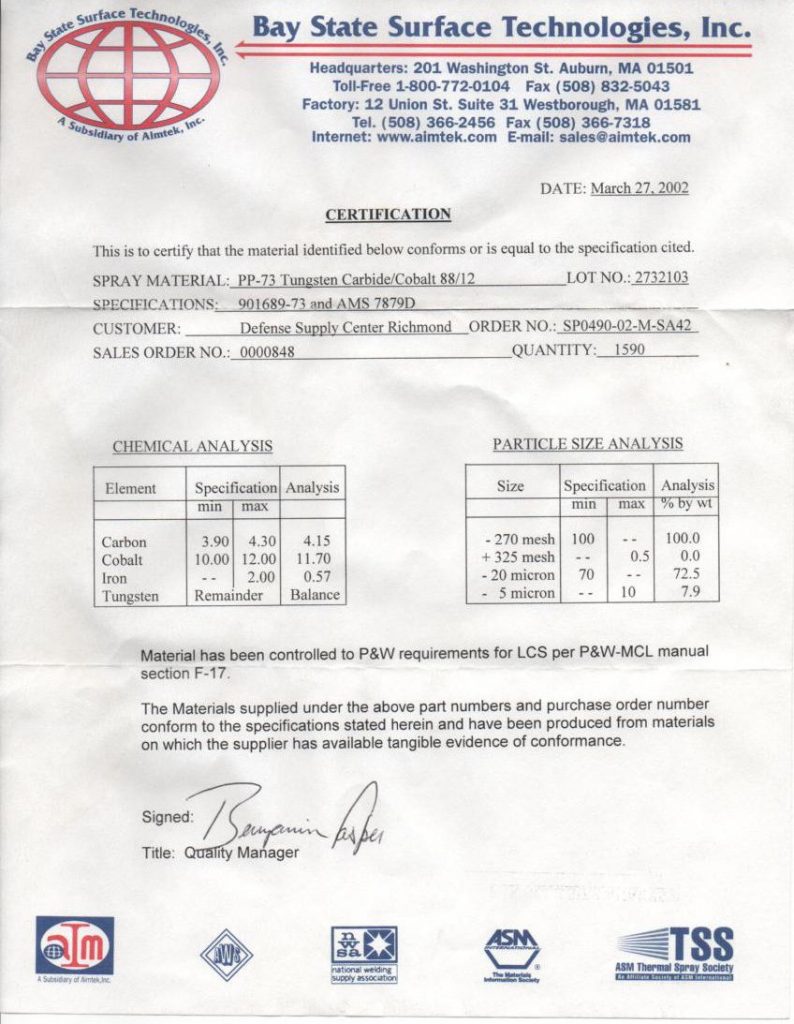 Bay State Surface Technologies, Inc.
A Subsidiary of Aimtek, Inc.
Bay State Surface Technologies, Inc.
Headquarters: 201 Washington St. Auburn, MA 01501
Toll-Free 1-800-772-0104 Fax (508) 832-5043
Factory: 12 Union St. Suite 31 Westborough, MA 01581
Tel. (508) 366-2456 Fax (508) 366-7318
Internet: www.aimtek.com E-mail: sales@aimtek.com
DATE: March 27, 2002
CERTIFICATION
This is to certify that the material identified below conforms or is equal to the specification cited.
SPRAY MATERIAL: PP-73 Tungsten Carbide/Cobalt 88/12 LOT NO.: 2732103
SPECIFICATIONS: 901689-73 and AMS 7879D
CUSTOMER: Defense Supply Center Richmond ORDER NO.: SP0490-02-M-SA42
SALES ORDER NO.: 0000848 QUANTITY: 1590
CHEMICAL ANALYSIS
Element Specification Analysis
min max
Carbon 3.90 4.30 4.15
Cobalt 10.00 12.00 11.70
Iron -- 2.00 0.57
Tungsten Remainder Balance
PARTICLE SIZE ANALYSIS
Size Specification Analysis
min max % by wt
- 270 mesh 100 -- 100.0
+ 325 mesh -- 0.5 0.0
- 20 micron 70 -- 72.5
- 5 micron -- 10 7.9
Material has been controlled to P&W requirements for LCS per P&W-MCL manual
section F-17.
The Materials supplied under the above part numbers and purchase order number
conform to the specifications stated herein and have been produced from materials
on which the supplier has available tangible evidence of conformance.
Signed: Benjamin
Title: Quality Manager
aim
A Subsidiary of Aimtek, Inc.
AWS
nwsa
national welding
supply association
ASM
INTERNATIONAL
The Materials
Information Society
TSS
ASM Thermal Spray Society
An Affiliate Society of ASM International